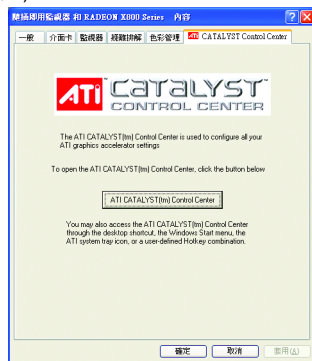 隨插即用監視器 和 RADEON X800 Series 內容
一般 介面卡 監視器 疑難排解 色彩管理 ATI CATALYST Control Center
ATI CATALYST™
CONTROL CENTER
The ATI CATALYST(tm) Control Center is used to configure all your
ATI graphics accelerator settings
To open the ATI CATALYST(tm) Control Center, click the button below
ATI CATALYST(tm) Control Center
You may also access the ATI CATALYST(tm) Control Center
through the desktop shortcut, the Windows Start menu, the
ATI system tray icon, or a user-defined Hotkey combination.
確定 取消 套用(A)